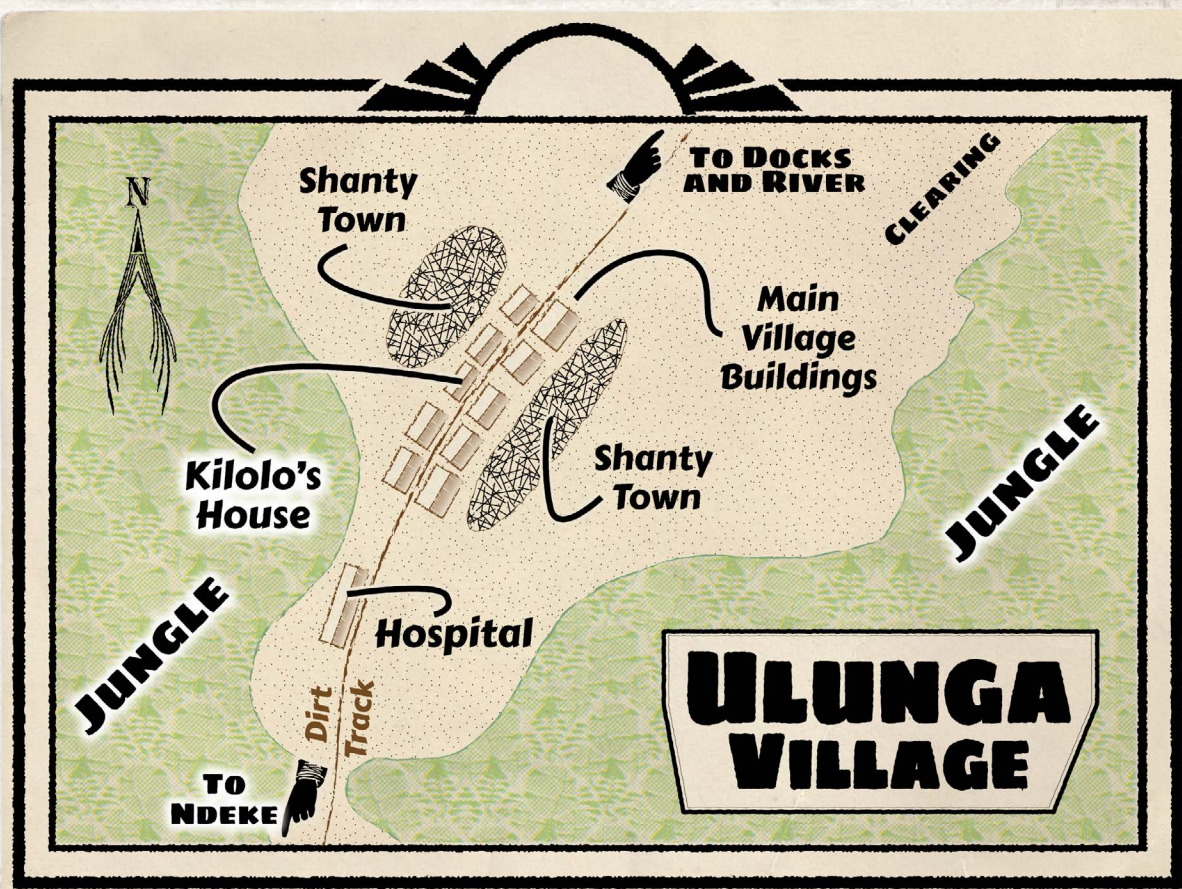 N
Shanty
Town
To Docks
and River
Clearing
Main
Village
Buildings
Kilolo's
House
Shanty
Town
Jungle
Jungle
Hospital
Dirt
Track
To
Ndeke
Ulunga
Village